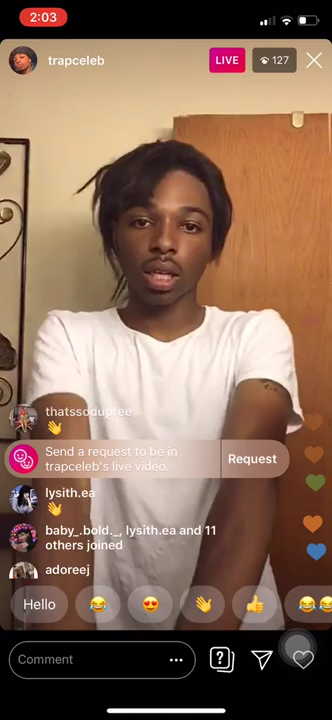 2:03
trapceleb
LIVE
127
thatssodupree
👋
Send a request to be in
trapceleb's live video.
Request
lysith.ea
👋
baby_.bold._, lysith.ea and 11
others joined
adoreej
Hello 😂 😍 👋 👍 😂😂
Comment